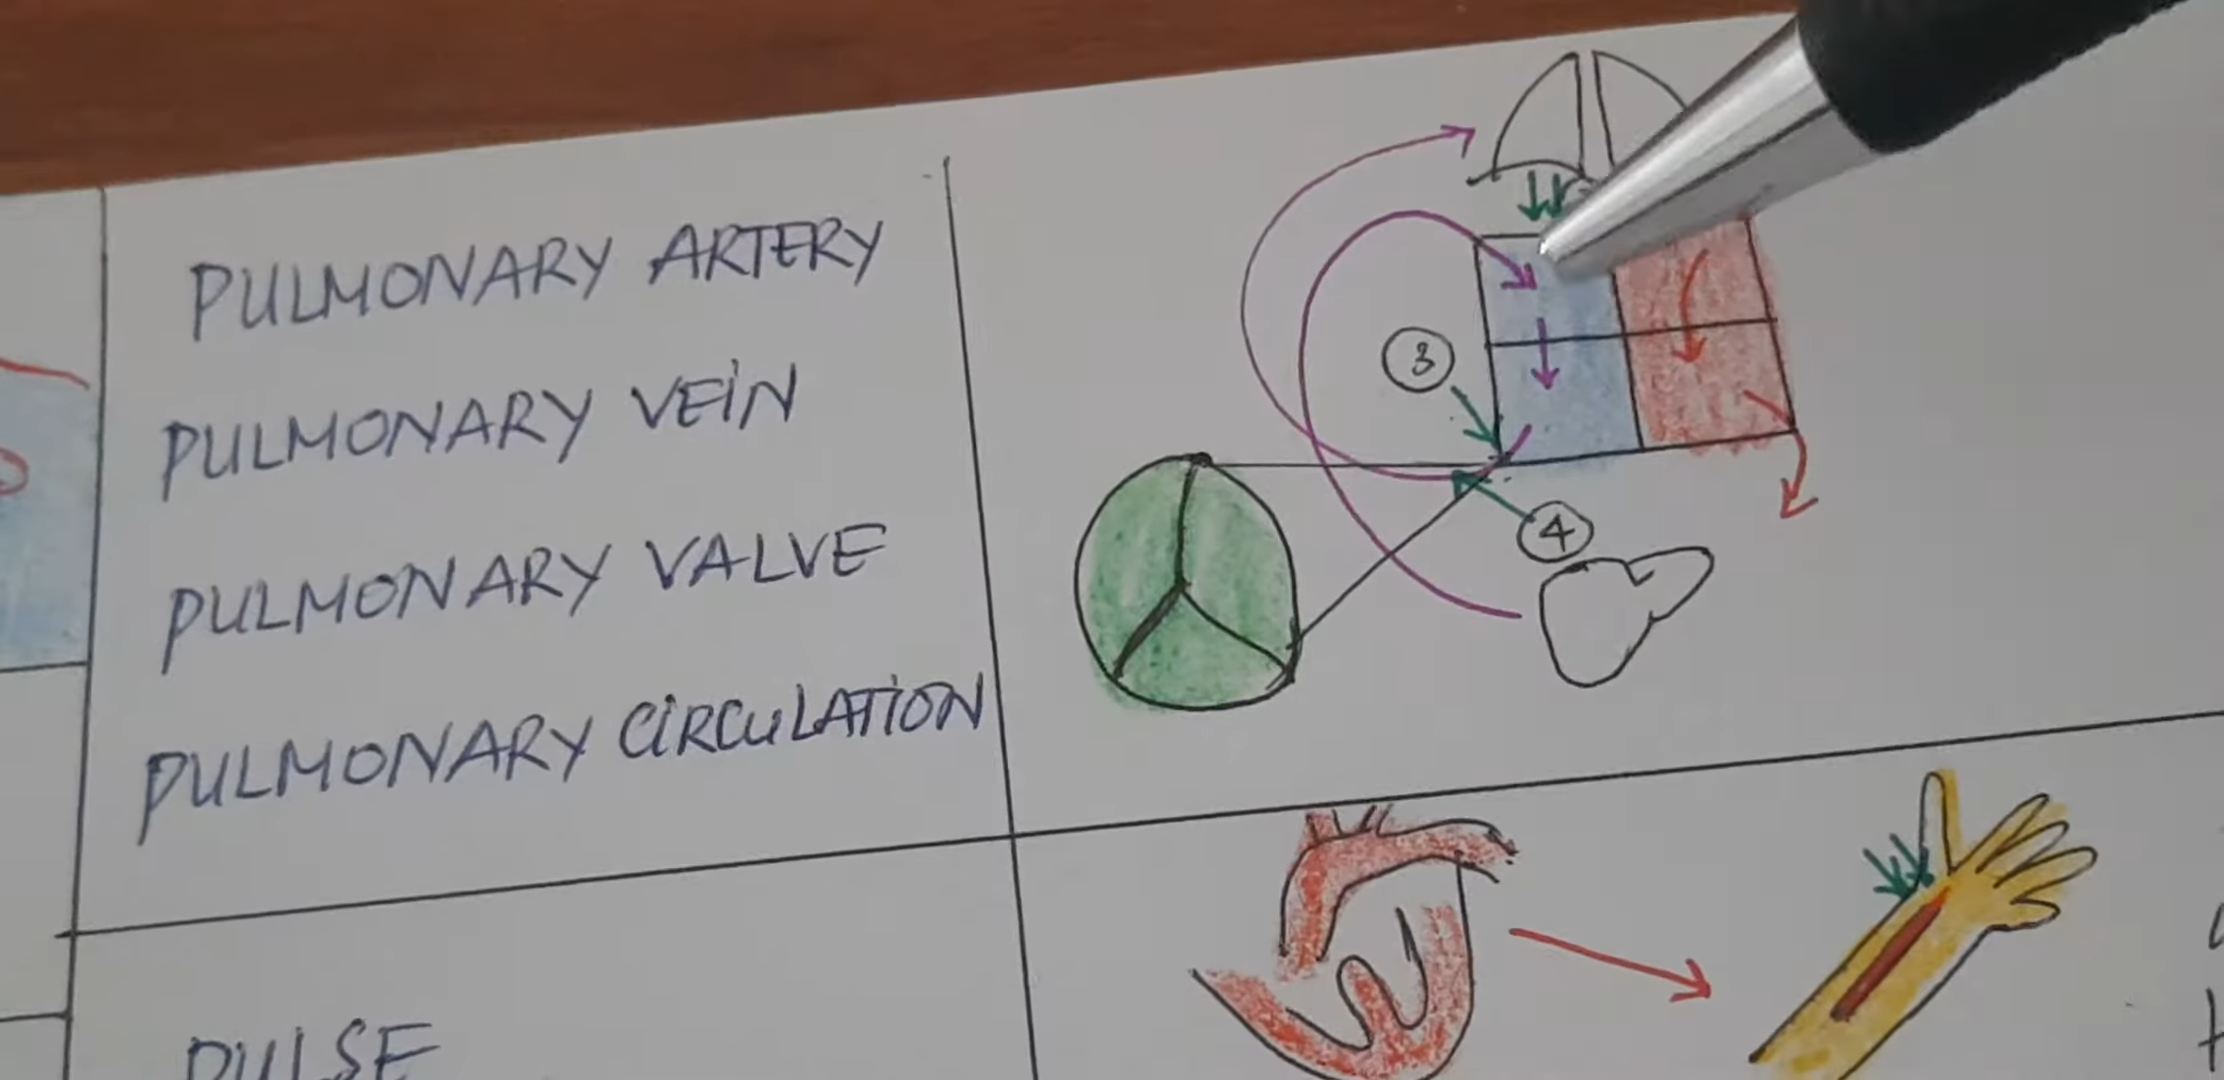 PULMONARY ARTERY
PULMONARY VEIN
PULMONARY VALVE
PULMONARY CIRCULATION
3
4
PULSE